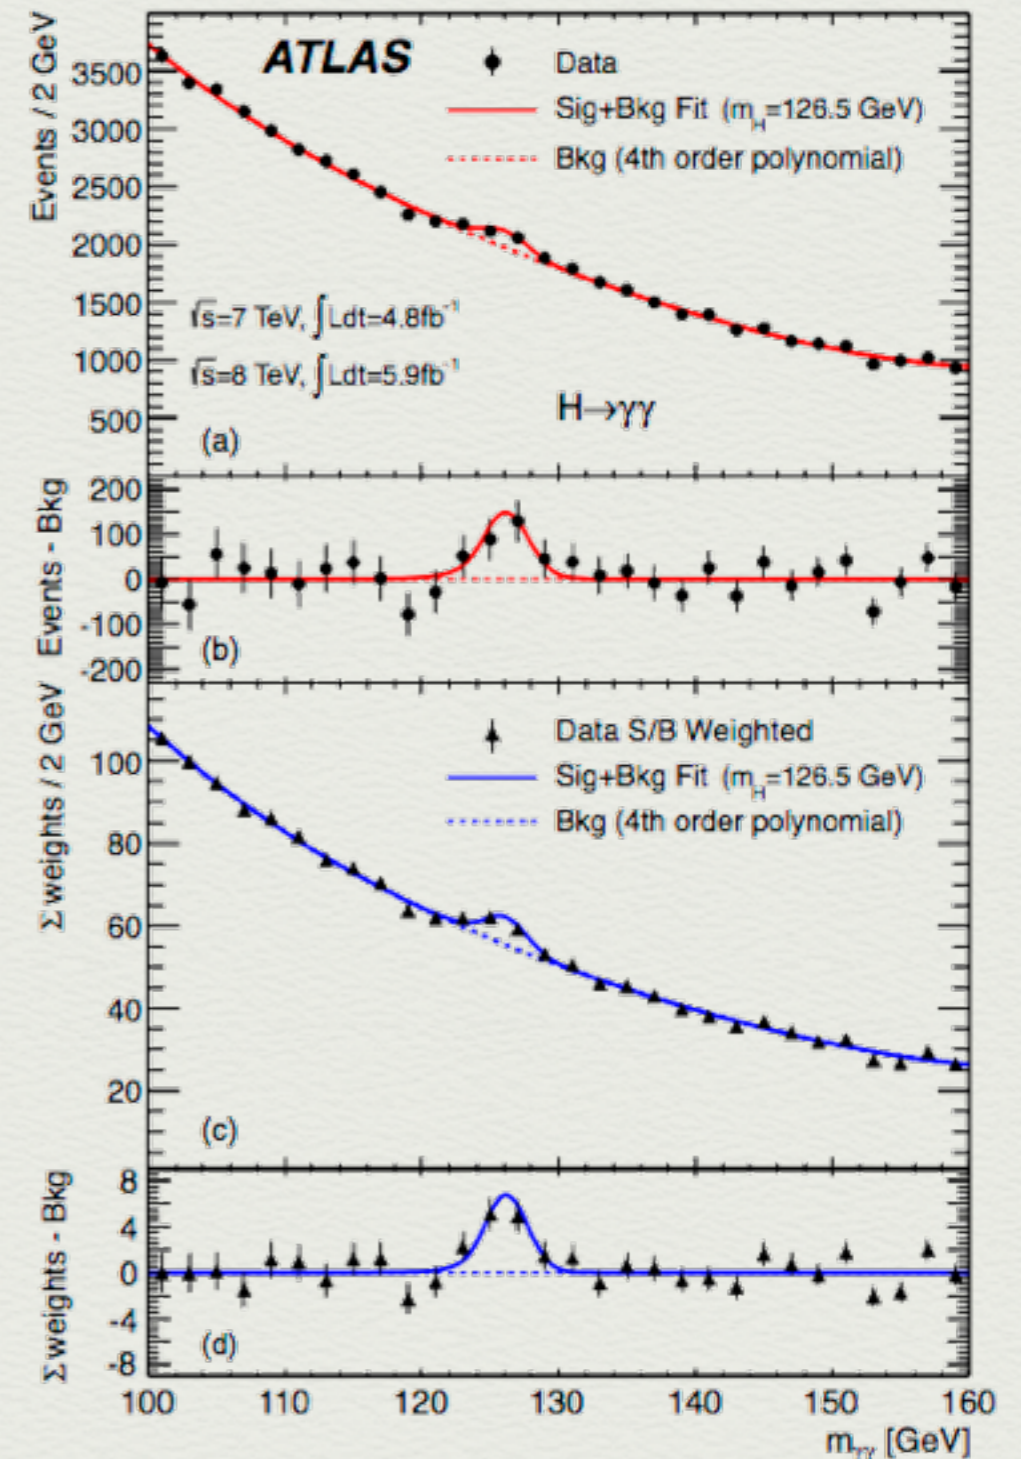 ATLAS
Data
Sig+Bkg Fit (m_H=126.5 GeV)
Bkg (4th order polynomial)
Events / 2 GeV
3500
3000
2500
2000
1500
1000
500
√s=7 TeV, ∫Ldt=4.8fb⁻¹
√s=8 TeV, ∫Ldt=5.9fb⁻¹
H→γγ
(a)
Events - Bkg
200
100
0
-100
-200
(b)
Data S/B Weighted
Sig+Bkg Fit (m_H=126.5 GeV)
Bkg (4th order polynomial)
Σ weights / 2 GeV
100
80
60
40
20
(c)
Σ weights - Bkg
8
4
0
-4
-8
(d)
100 110 120 130 140 150 160
m_γγ [GeV]